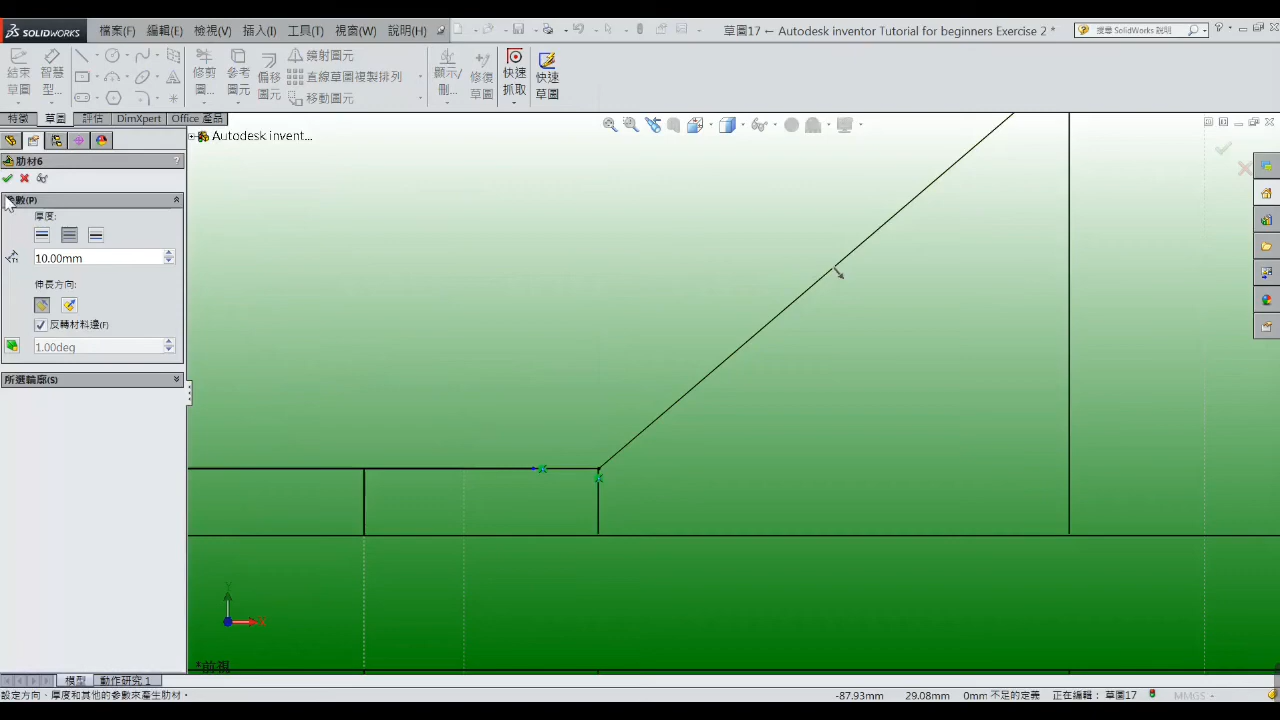 SOLIDWORKS 檔案(F) 編輯(E) 檢視(V) 插入(I) 工具(T) 視窗(W) 說明(H) 草圖17 ← Autodesk inventor Tutorial for beginners Exercise 2 * 搜尋 SolidWorks 說明
結束草圖 智慧型... 修剪圖... 參考圖元 偏移圖元 鏡射圖元 直線草圖複製排列 移動圖元 顯示/刪... 修復草圖 快速抓取 快速草圖
特徵 草圖 評估 DimXpert Office 產品
Autodesk invent...
肋材6 ?
參數(P)
厚度:
10.00mm
伸長方向:
反轉材料邊(F)
1.00deg
所選輪廓(S)
Y
X
*前視
模型 動作研究 1
設定方向、厚度和其他的參數來產生肋材。 -87.93mm 29.08mm 0mm 不足的定義 正在編輯： 草圖17 MMGS